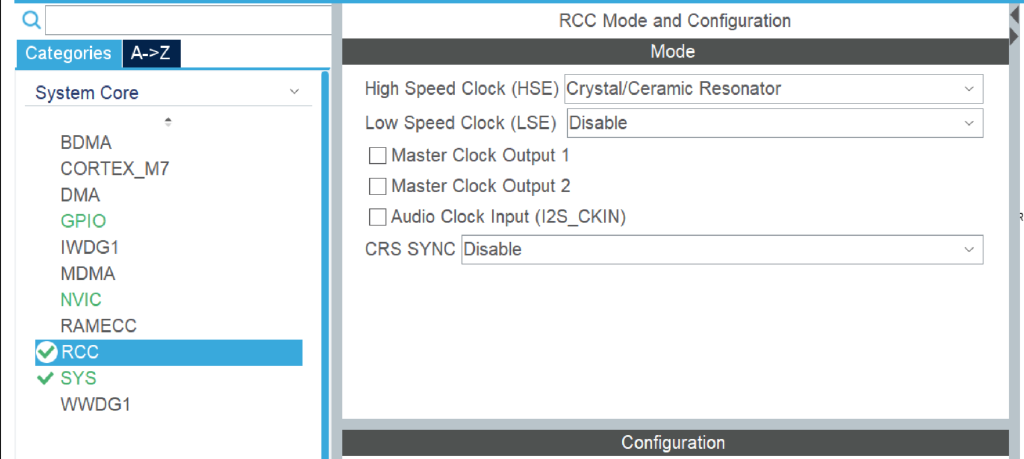 RCC Mode and Configuration
Categories A->Z
Mode
System Core
High Speed Clock (HSE) Crystal/Ceramic Resonator
Low Speed Clock (LSE) Disable
BDMA
Master Clock Output 1
CORTEX_M7
Master Clock Output 2
DMA
GPIO
Audio Clock Input (I2S_CKIN)
IWDG1
CRS SYNC Disable
MDMA
NVIC
RAMECC
RCC
SYS
WWDG1
Configuration
R